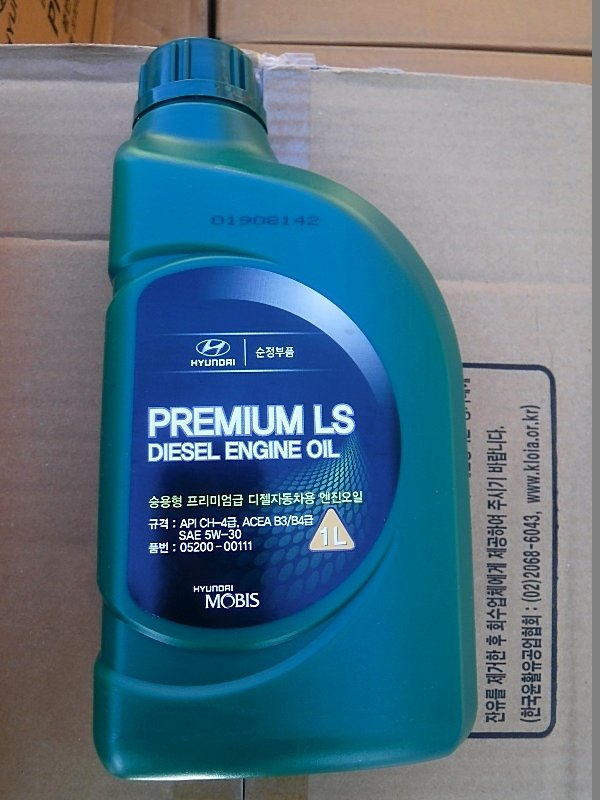 01908142
HYUNDAI
순정부품
PREMIUM LS
DIESEL ENGINE OIL
승용형 프리미엄급 디젤자동차용 엔진오일
규격 : API CH-4급, ACEA B3/B4급
SAE 5W-30
품번 : 05200-00111
1L
HYUNDAI
MOBIS
잔유를 제거한 후 회수업체에게 제공하여 주시기 바랍니다.
(한국윤활유공업협회 : (02)2068-6043, www.kloia.or.kr)